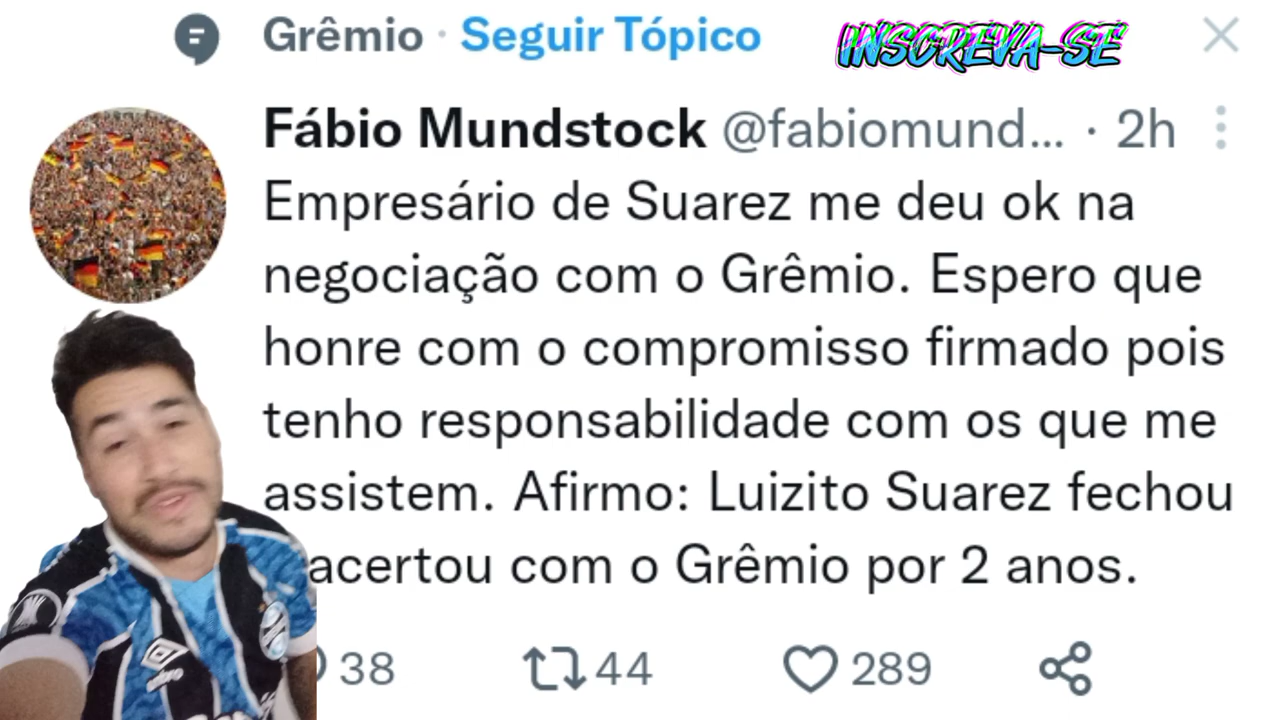 Grêmio · Seguir Tópico
INSCREVA-SE
Fábio Mundstock @fabiomund... · 2h
Empresário de Suarez me deu ok na
negociação com o Grêmio. Espero que
honre com o compromisso firmado pois
tenho responsabilidade com os que me
assistem. Afirmo: Luizito Suarez fechou
acertou com o Grêmio por 2 anos.
38 44 289